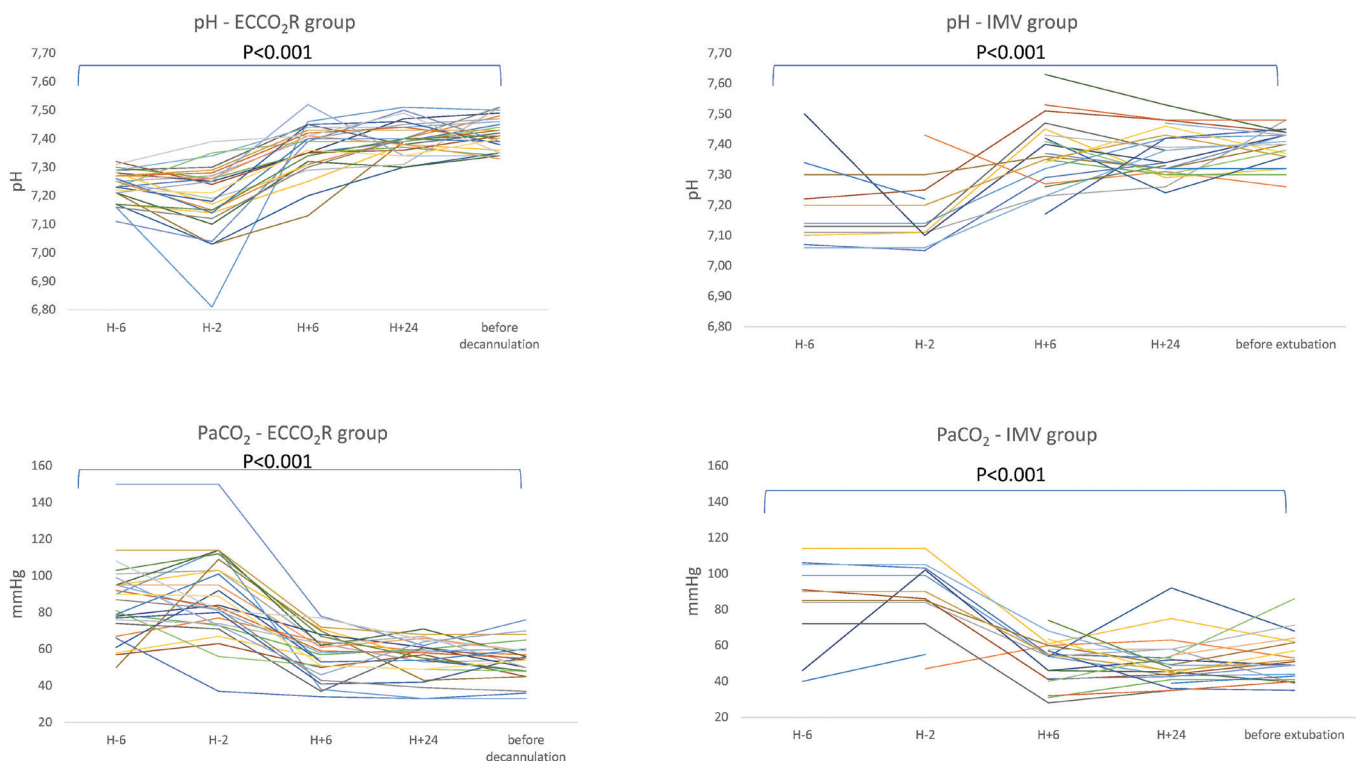 pH - ECCO₂R group
P<0.001
pH
7,70
7,60
7,50
7,40
7,30
7,20
7,10
7,00
6,90
6,80
H-6 H-2 H+6 H+24 before
decannulation
pH - IMV group
P<0.001
pH
7,70
7,60
7,50
7,40
7,30
7,20
7,10
7,00
6,90
6,80
H-6 H-2 H+6 H+24 before extubation
PaCO₂ - ECCO₂R group
P<0.001
mmHg
160
140
120
100
80
60
40
20
H-6 H-2 H+6 H+24 before
decannulation
PaCO₂ - IMV group
P<0.001
mmHg
160
140
120
100
80
60
40
20
H-6 H-2 H+6 H+24 before extubation